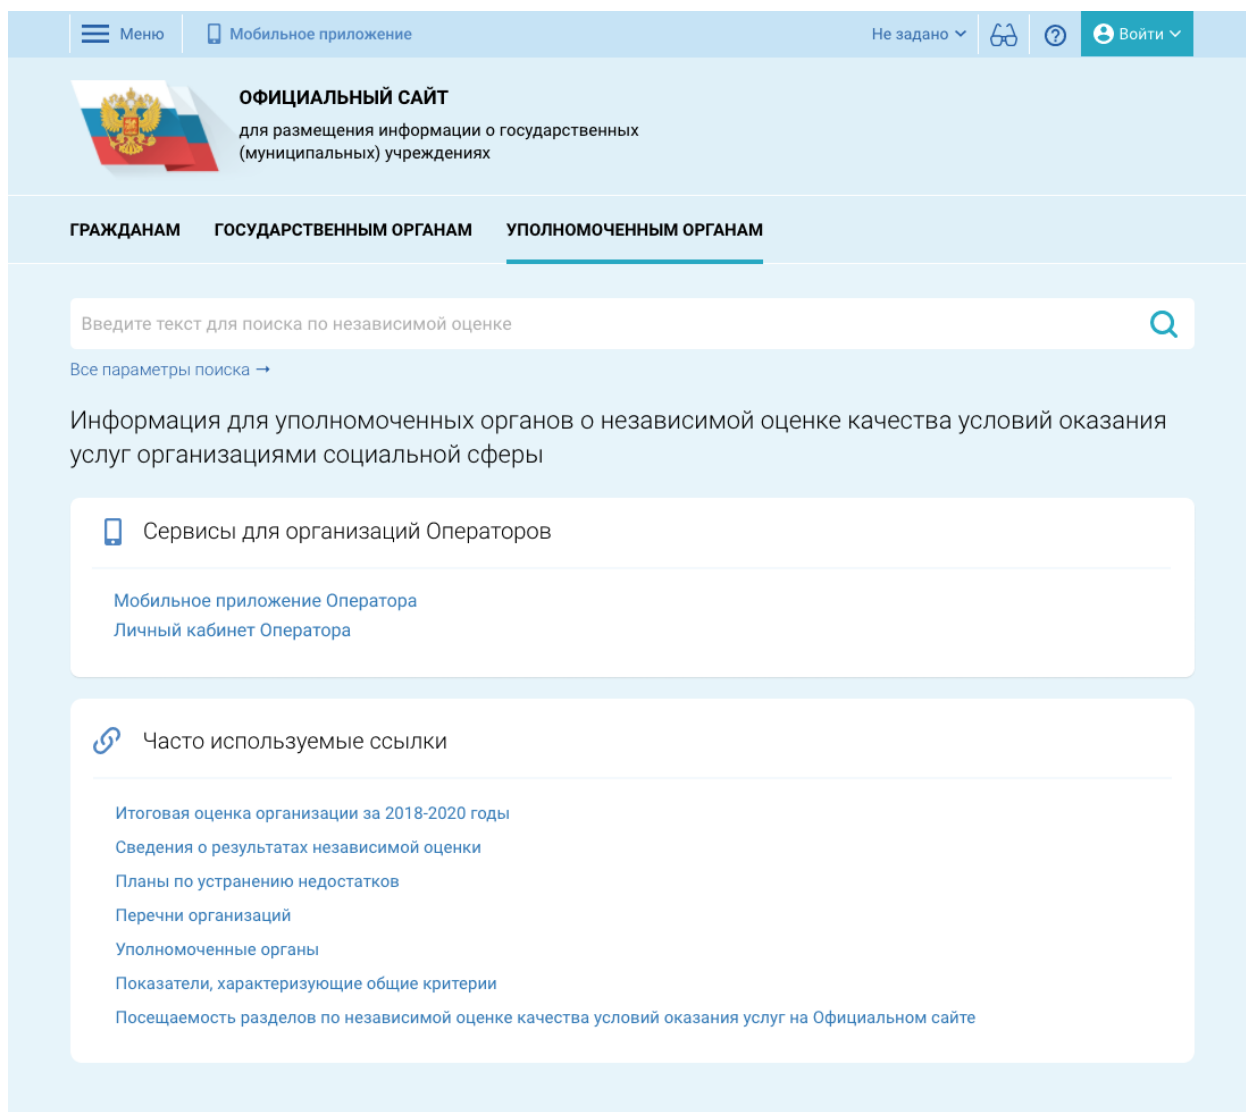 Меню
Мобильное приложение
Не задано
Войти
ОФИЦИАЛЬНЫЙ САЙТ
для размещения информации о государственных
(муниципальных) учреждениях
ГРАЖДАНАМ
ГОСУДАРСТВЕННЫМ ОРГАНАМ
УПОЛНОМОЧЕННЫМ ОРГАНАМ
Введите текст для поиска по независимой оценке
Все параметры поиска →
Информация для уполномоченных органов о независимой оценке качества условий оказания
услуг организациями социальной сферы
Сервисы для организаций Операторов
Мобильное приложение Оператора
Личный кабинет Оператора
Часто используемые ссылки
Итоговая оценка организации за 2018-2020 годы
Сведения о результатах независимой оценки
Планы по устранению недостатков
Перечни организаций
Уполномоченные органы
Показатели, характеризующие общие критерии
Посещаемость разделов по независимой оценке качества условий оказания услуг на Официальном сайте